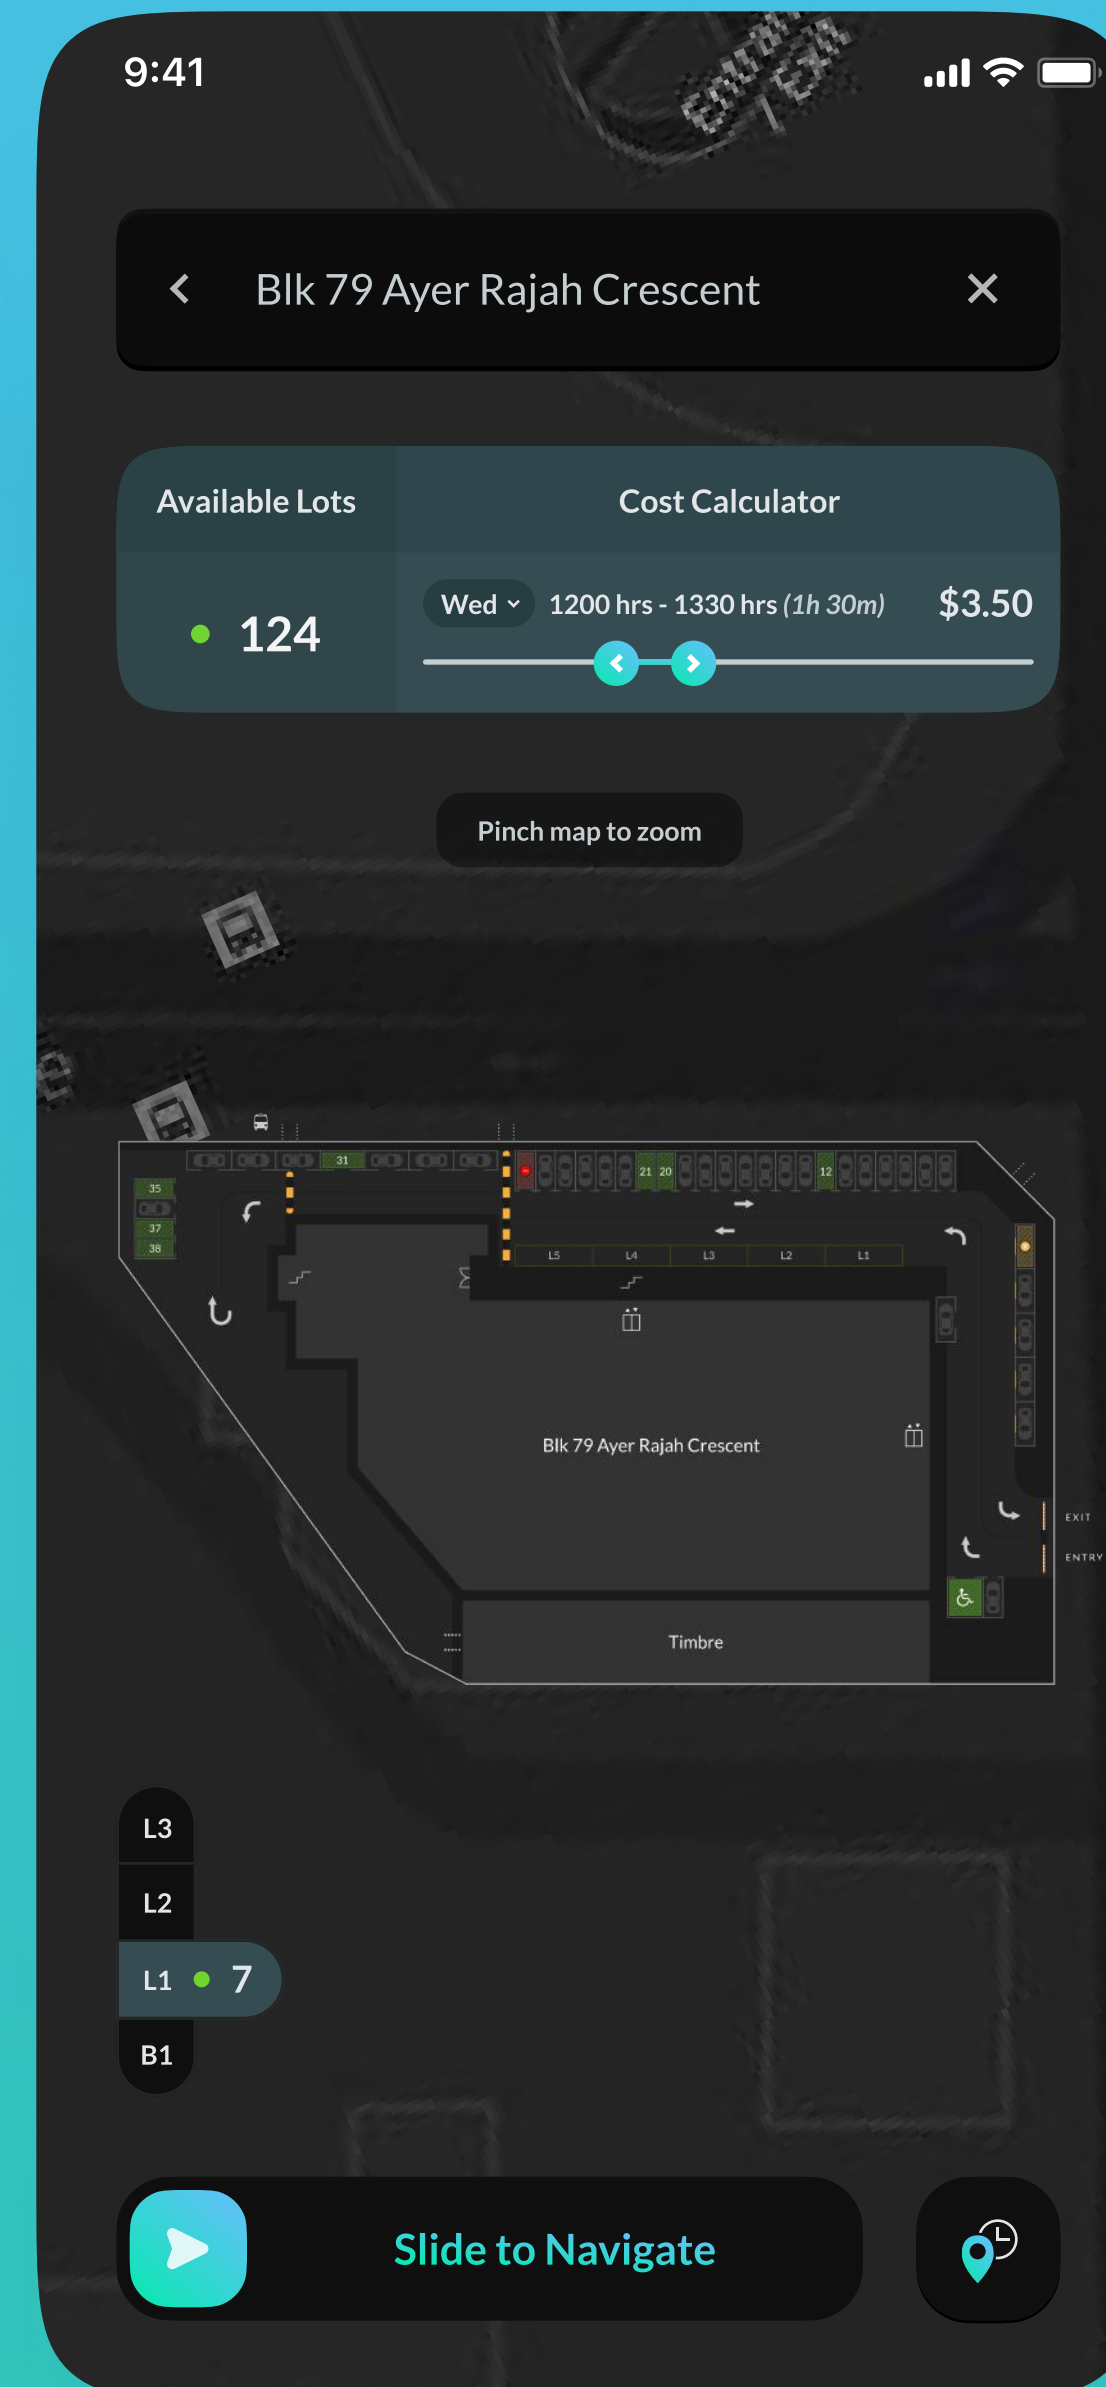 9:41
Blk 79 Ayer Rajah Crescent
Available Lots
Cost Calculator
124
Wed 1200 hrs - 1330 hrs (1h 30m) $3.50
Pinch map to zoom
31
21 20 12
35
37
38
L5 L4 L3 L2 L1
Blk 79 Ayer Rajah Crescent
EXIT
ENTRY
Timbre
L3
L2
L1 7
B1
Slide to Navigate